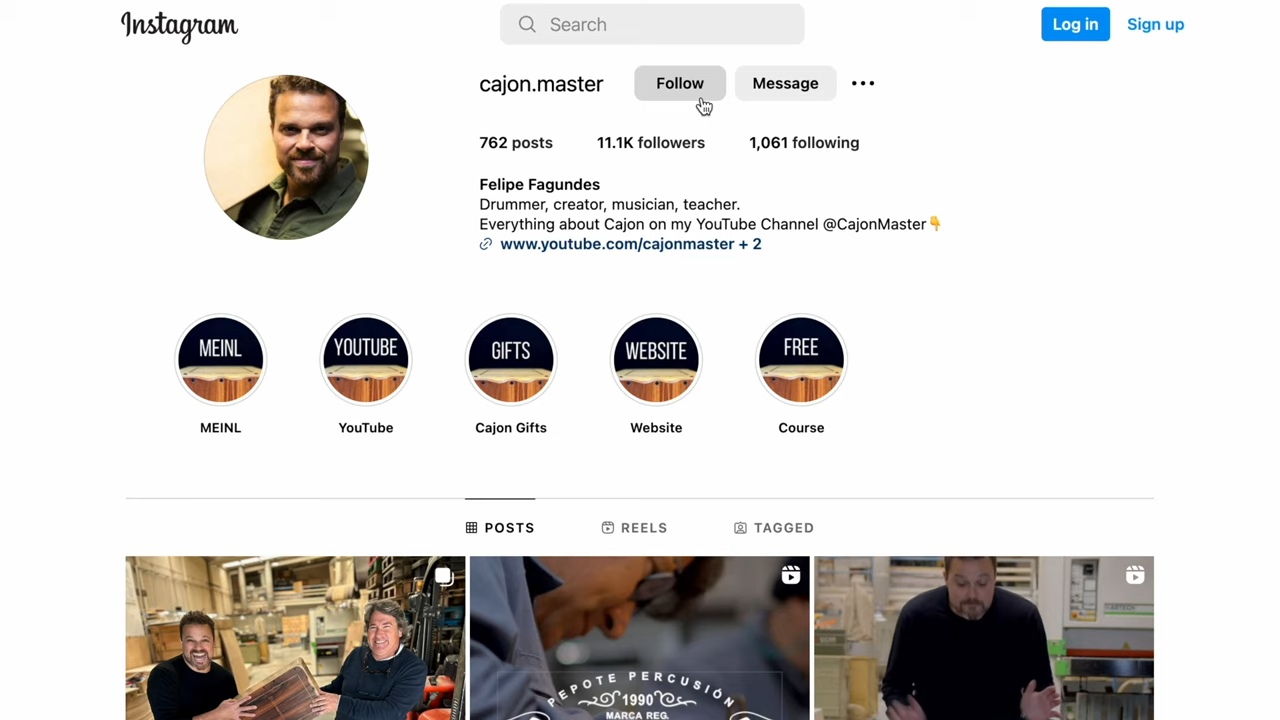 Instagram
Search
Log in
Sign up
cajon.master
Follow
Message
762 posts
11.1K followers
1,061 following
Felipe Fagundes
Drummer, creator, musician, teacher.
Everything about Cajon on my YouTube Channel @CajonMaster👇
www.youtube.com/cajonmaster + 2
MEINL
YOUTUBE
GIFTS
WEBSITE
FREE
MEINL
YouTube
Cajon Gifts
Website
Course
POSTS
REELS
TAGGED
PEPOTE PERCUSIÓN
1990
MARCA REG.